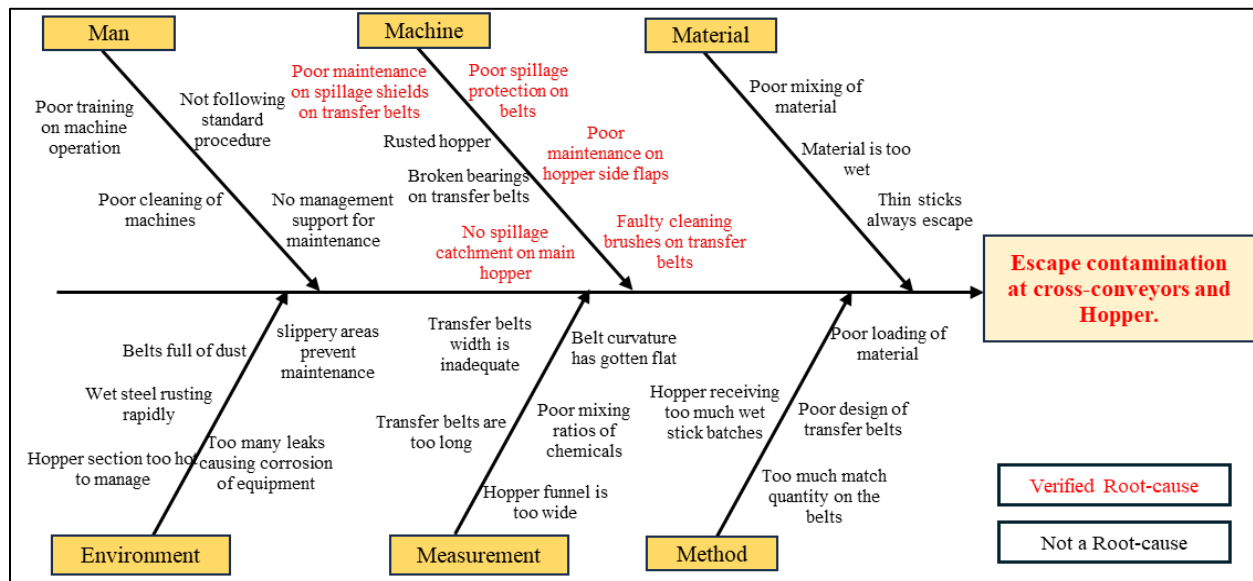 Man
Machine
Material
Poor training
on machine
operation
Not following
standard
procedure
Poor cleaning of
machines
No management
support for
maintenance
Poor maintenance
on spillage shields
on transfer belts
Rusted hopper
Broken bearings
on transfer belts
No spillage
catchment on main
hopper
Poor spillage
protection on
belts
Poor
maintenance on
hopper side flaps
Faulty cleaning
brushes on transfer
belts
Poor mixing of
material
Material is too
wet
Thin sticks
always escape
Escape contamination
at cross-conveyors and
Hopper.
Belts full of dust
slippery areas
prevent
maintenance
Wet steel rusting
rapidly
Hopper section too hot
to manage
Too many leaks
causing corrosion
of equipment
Transfer belts
width is
inadequate
Belt curvature
has gotten flat
Transfer belts are
too long
Poor mixing
ratios of
chemicals
Hopper funnel is
too wide
Poor loading of
material
Hopper receiving
too much wet
stick batches
Poor design of
transfer belts
Too much match
quantity on the
belts
Environment
Measurement
Method
Verified Root-cause
Not a Root-cause